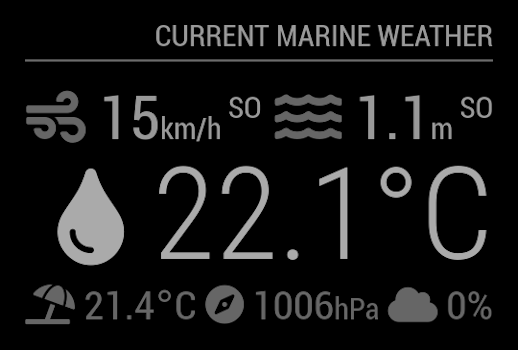 CURRENT MARINE WEATHER
15km/h SO 1.1m SO
22.1°C
21.4°C 1006hPa 0%